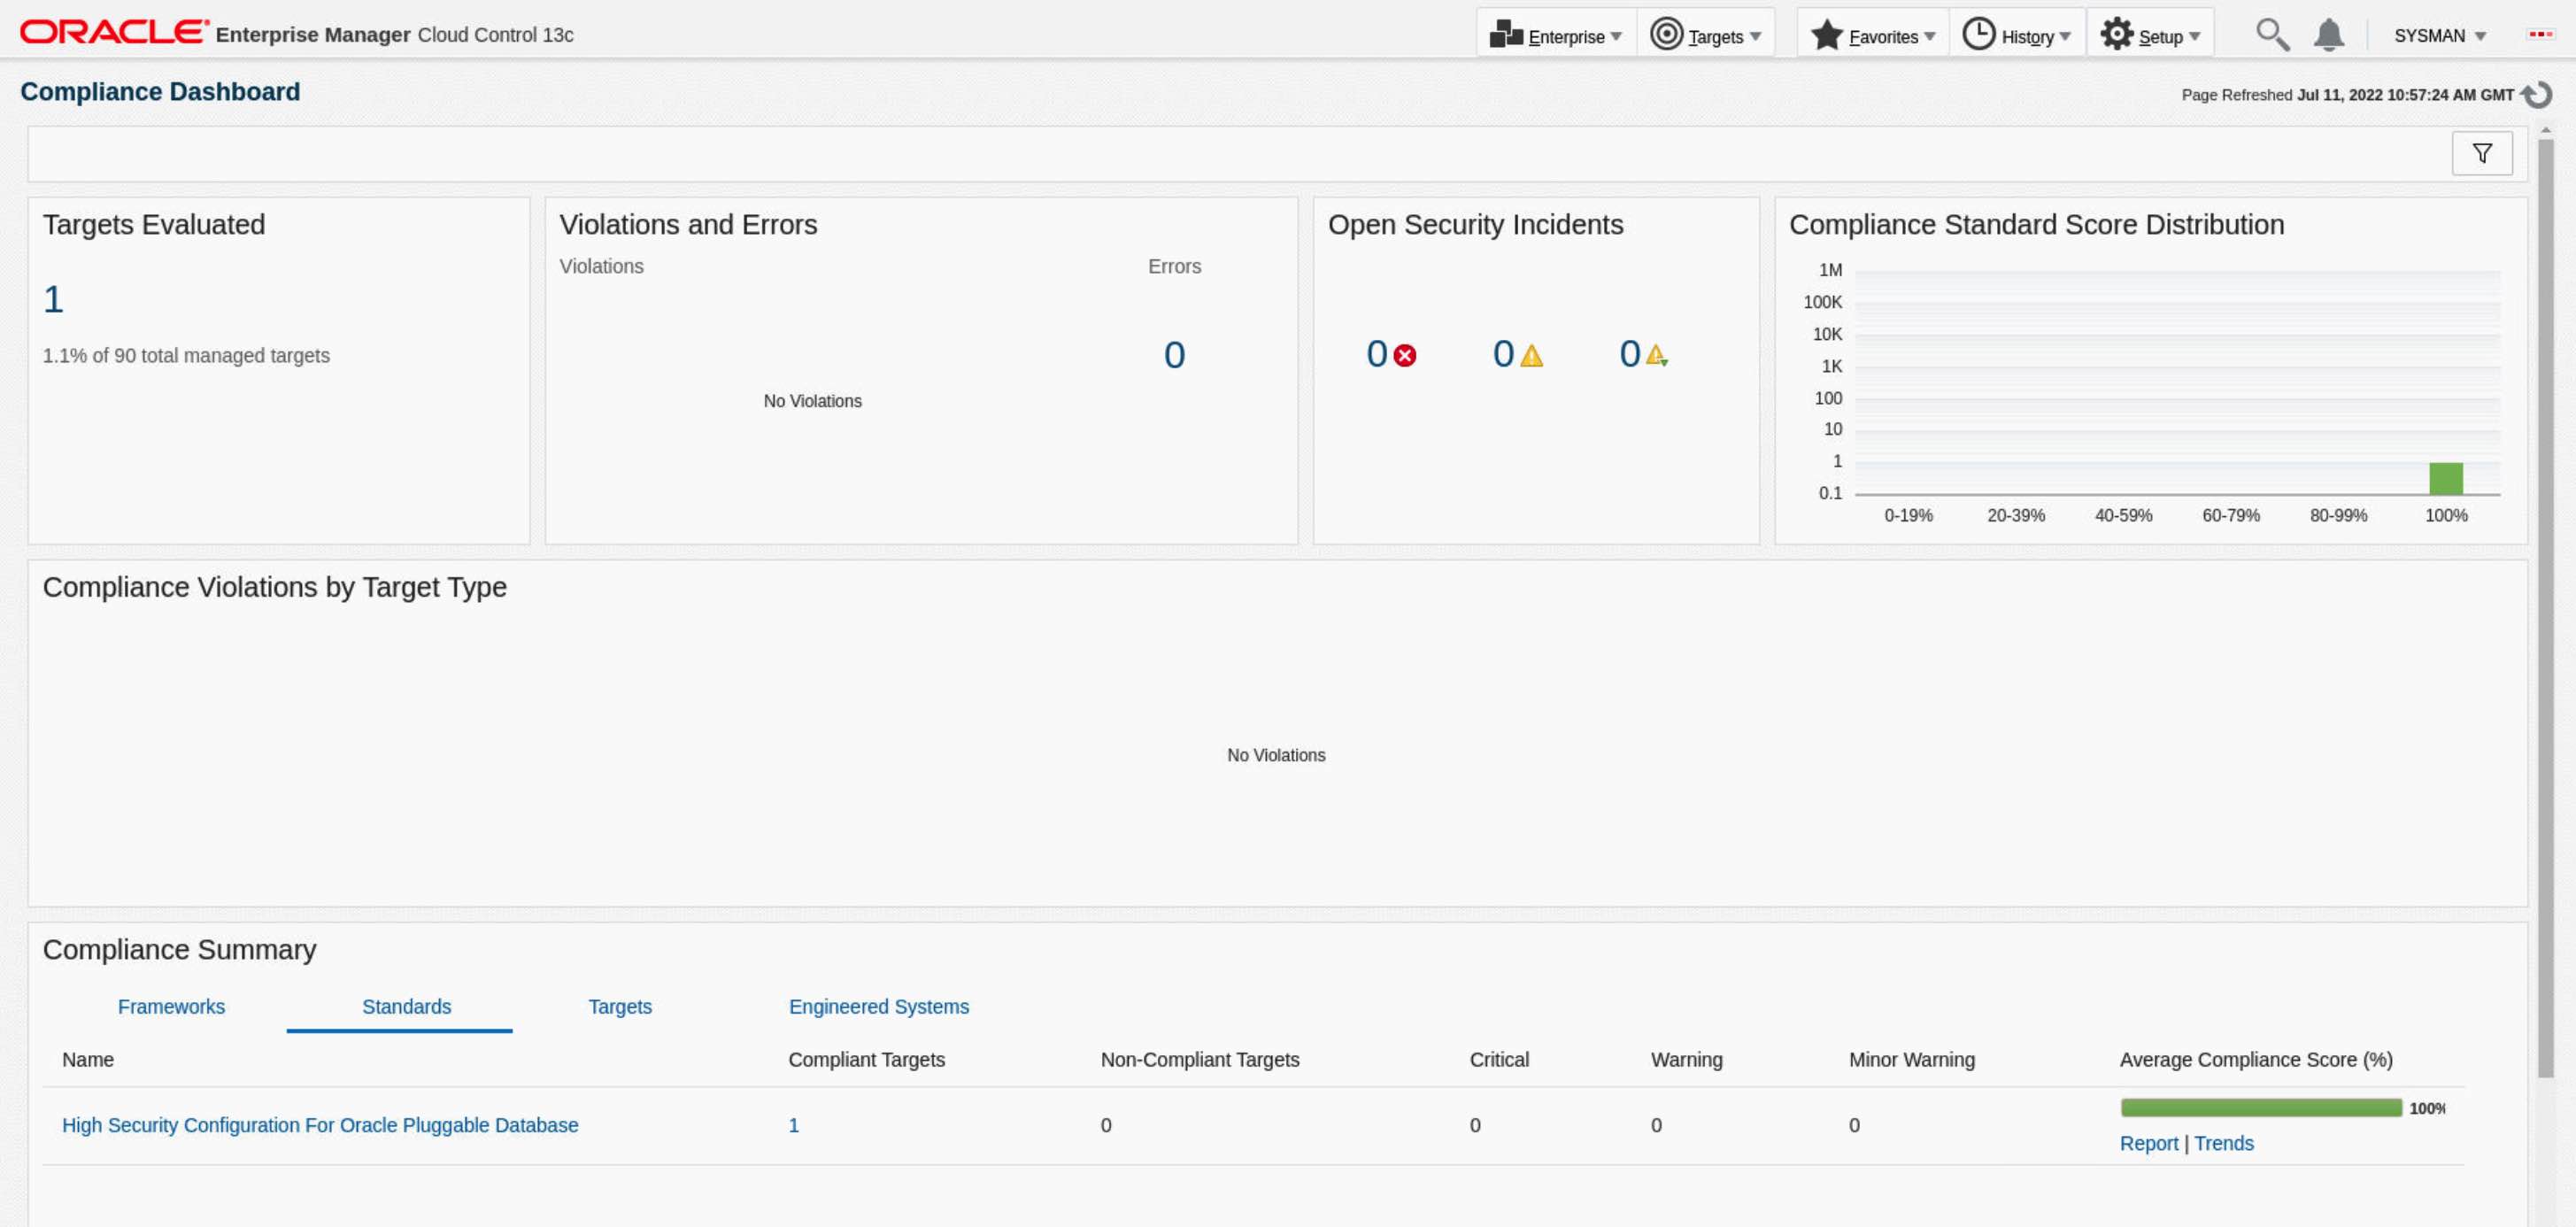 ORACLE Enterprise Manager Cloud Control 13c
Enterprise
Targets
Favorites
History
Setup
SYSMAN
Compliance Dashboard
Page Refreshed Jul 11, 2022 10:57:24 AM GMT
Targets Evaluated
1
1.1% of 90 total managed targets
Violations and Errors
Violations
Errors
0
No Violations
Open Security Incidents
0
0
0
Compliance Standard Score Distribution
1M
100K
10K
1K
100
10
1
0.1
0-19% 20-39% 40-59% 60-79% 80-99% 100%
Compliance Violations by Target Type
No Violations
Compliance Summary
Frameworks Standards Targets Engineered Systems
Name Compliant Targets Non-Compliant Targets Critical Warning Minor Warning Average Compliance Score (%)
High Security Configuration For Oracle Pluggable Database 1 0 0 0 0 100%
Report | Trends